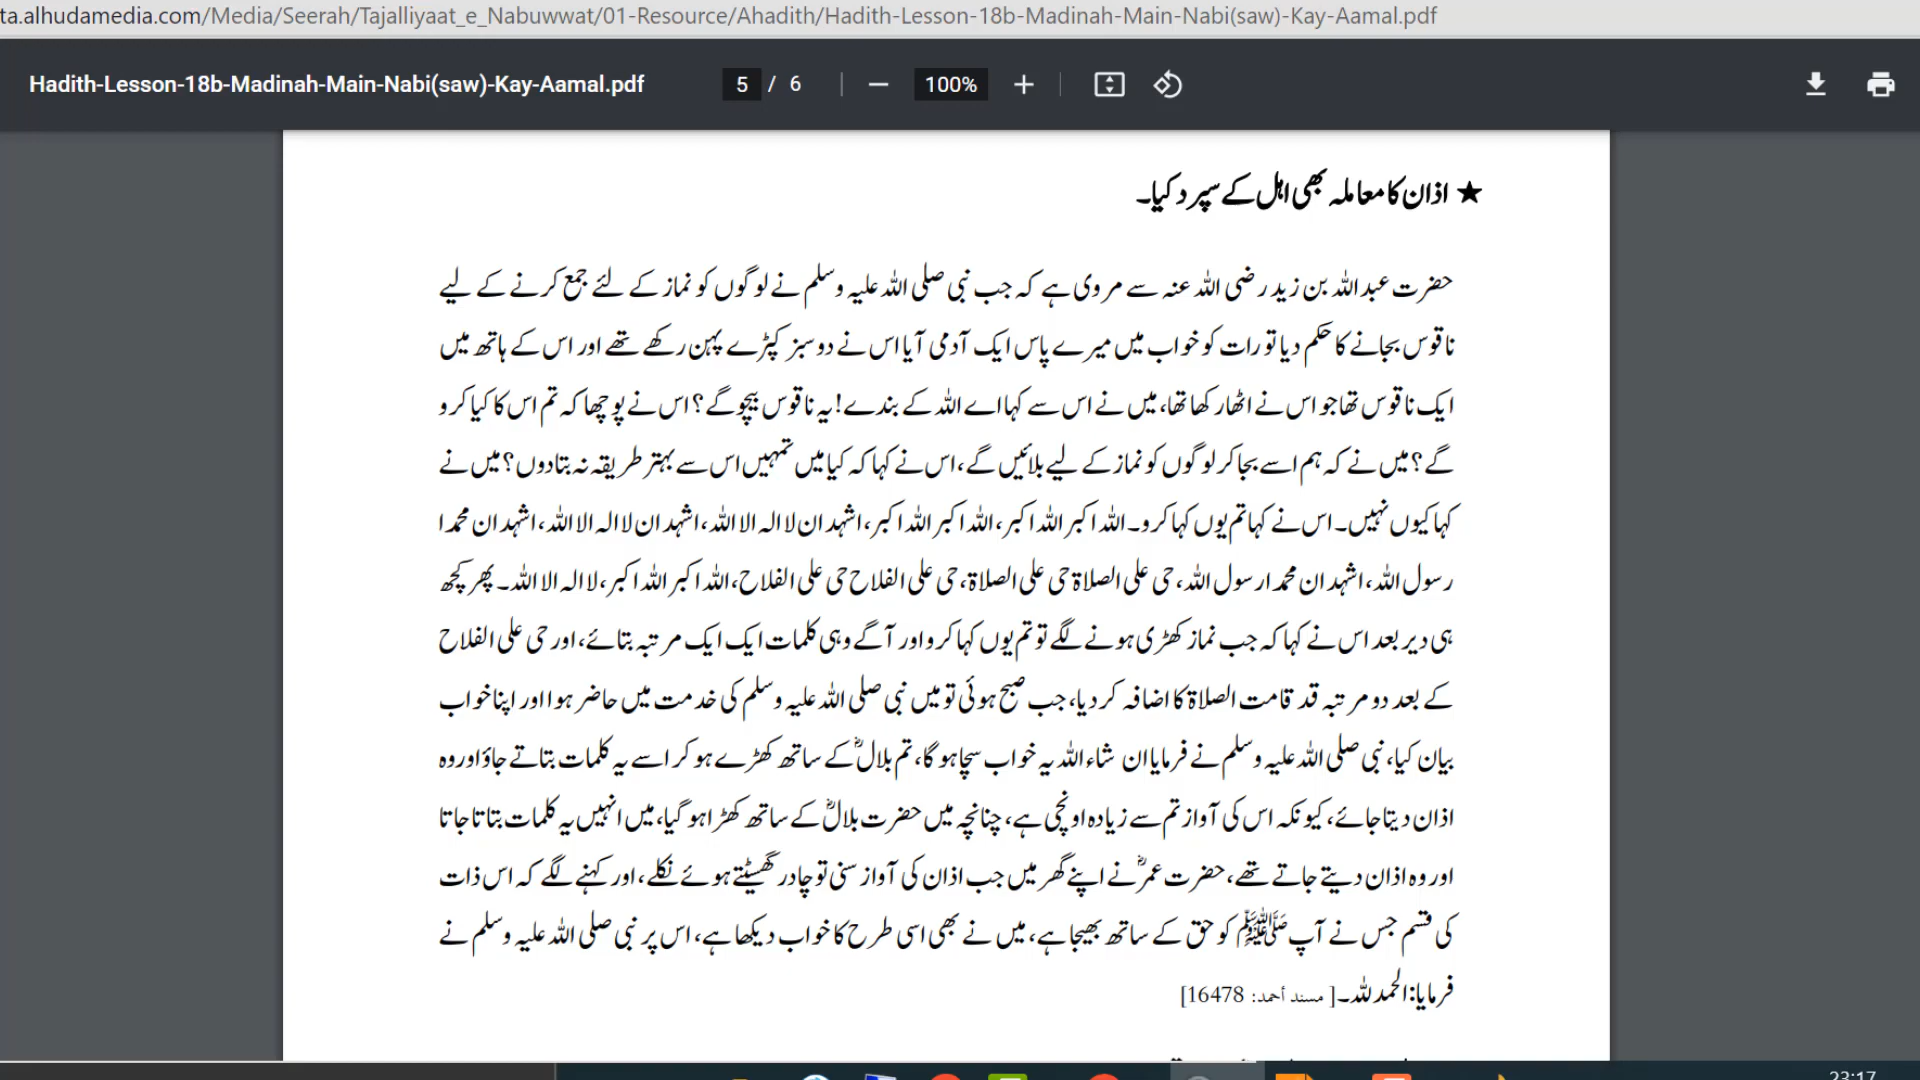 ta.alhudamedia.com/Media/Seerah/Tajalliyaat_e_Nabuwwat/01-Resource/Ahadith/Hadith-Lesson-18b-Madinah-Main-Nabi(saw)-Kay-Aamal.pdf
Hadith-Lesson-18b-Madinah-Main-Nabi(saw)-Kay-Aamal.pdf 5 / 6 100%
★ اذان کا معاملہ بھی اہل کے سپرد کیا۔
حضرت عبد اللہ بن زید رضی اللہ عنہ سے مروی ہے کہ جب نبی صلی اللہ علیہ وسلم نے لوگوں کو نماز کے لئے جمع کرنے کے لیے
ناقوس بجانے کا حکم دیا تو رات کو خواب میں میرے پاس ایک آدمی آیا اس نے دو سبز کپڑے پہن رکھے تھے اور اس کے ہاتھ میں
ایک ناقوس تھا جو اس نے اٹھا رکھا تھا، میں نے اس سے کہا اے اللہ کے بندے! یہ ناقوس بیچو گے؟ اس نے پوچھا کہ تم اس کا کیا کرو
گے؟ میں نے کہ ہم اسے بجا کر لوگوں کو نماز کے لیے بلائیں گے، اس نے کہا کہ کیا میں تمہیں اس سے بہتر طریقہ نہ بتا دوں؟ میں نے
کہا کیوں نہیں۔ اس نے کہا تم یوں کہا کرو۔ اللہ اکبر اللہ اکبر، اللہ اکبر اللہ اکبر، اشہد ان لا الہ الا اللہ، اشہد ان لا الہ الا اللہ، اشہد ان محمد ا
رسول اللہ، اشہد ان محمد ا رسول اللہ، حی علی الصلاۃ حی علی الصلاۃ، حی علی الفلاح حی علی الفلاح، اللہ اکبر اللہ اکبر، لا الہ الا اللہ۔ پھر کچھ
ہی دیر بعد اس نے کہا کہ جب نماز کھڑی ہونے لگے تو تم یوں کہا کرو اور آگے وہی کلمات ایک ایک مرتبہ بتائے، اور حی علی الفلاح
کے بعد دو مرتبہ قد قامت الصلاۃ کا اضافہ کر دیا، جب صبح ہوئی تو میں نبی صلی اللہ علیہ وسلم کی خدمت میں حاضر ہوا اور اپنا خواب
بیان کیا، نبی صلی اللہ علیہ وسلم نے فرمایا ان شاء اللہ یہ خواب سچا ہو گا، تم بلالؓ کے ساتھ کھڑے ہو کر اسے یہ کلمات بتاتے جاؤ اور وہ
اذان دیتا جائے، کیونکہ اس کی آواز تم سے زیادہ اونچی ہے، چنانچہ میں حضرت بلالؓ کے ساتھ کھڑا ہو گیا، میں انہیں یہ کلمات بتاتا جاتا
اور وہ اذان دیتے جاتے تھے، حضرت عمرؓ نے اپنے گھر میں جب اذان کی آواز سنی تو چادر گھسیٹتے ہوئے نکلے، اور کہنے لگے کہ اس ذات
کی قسم جس نے آپ ﷺ کو حق کے ساتھ بھیجا ہے، میں نے بھی اسی طرح کا خواب دیکھا ہے، اس پر نبی صلی اللہ علیہ وسلم نے
فرمایا: الحمد للہ۔ [مسند أحمد: 16478]
23:17